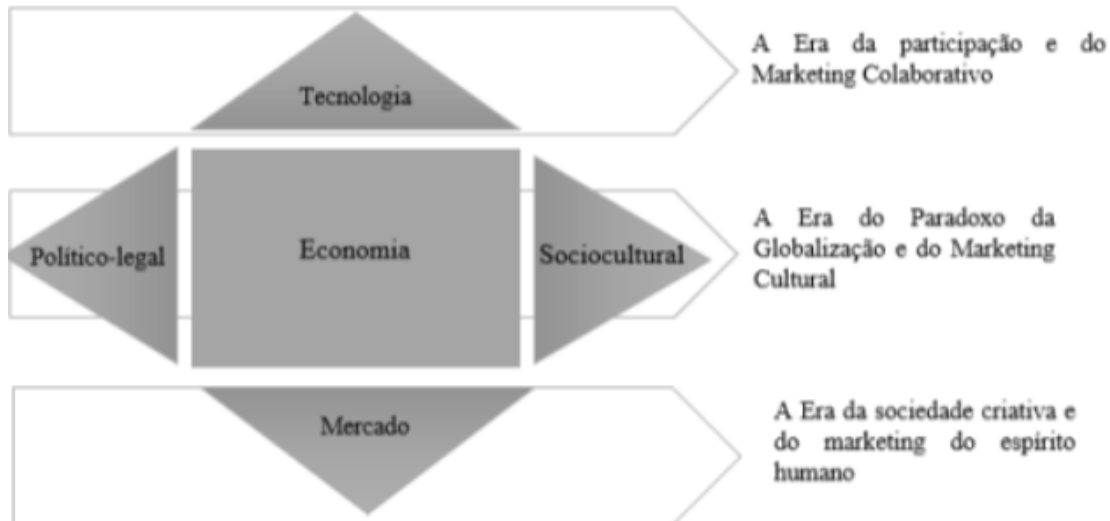 A Era da participação e do
Marketing Colaborativo
Tecnologia
Político-legal
Economia
Sociocultural
A Era do Paradoxo da
Globalização e do Marketing
Cultural
Mercado
A Era da sociedade criativa e
do marketing do espírito
humano